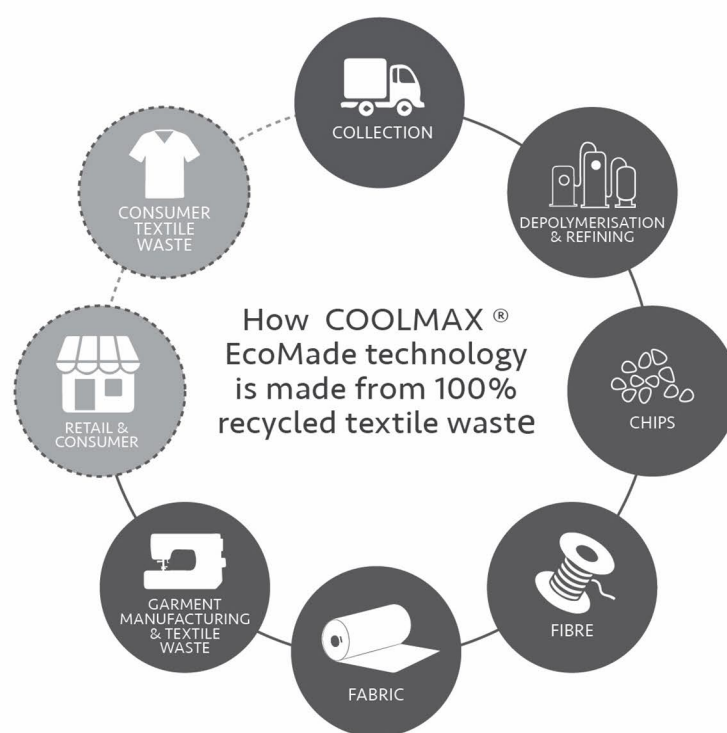 COLLECTION
DEPOLYMERISATION
& REFINING
CHIPS
FIBRE
FABRIC
GARMENT
MANUFACTURING
& TEXTILE
WASTE
RETAIL &
CONSUMER
CONSUMER
TEXTILE
WASTE
How COOLMAX ®
EcoMade technology
is made from 100%
recycled textile waste